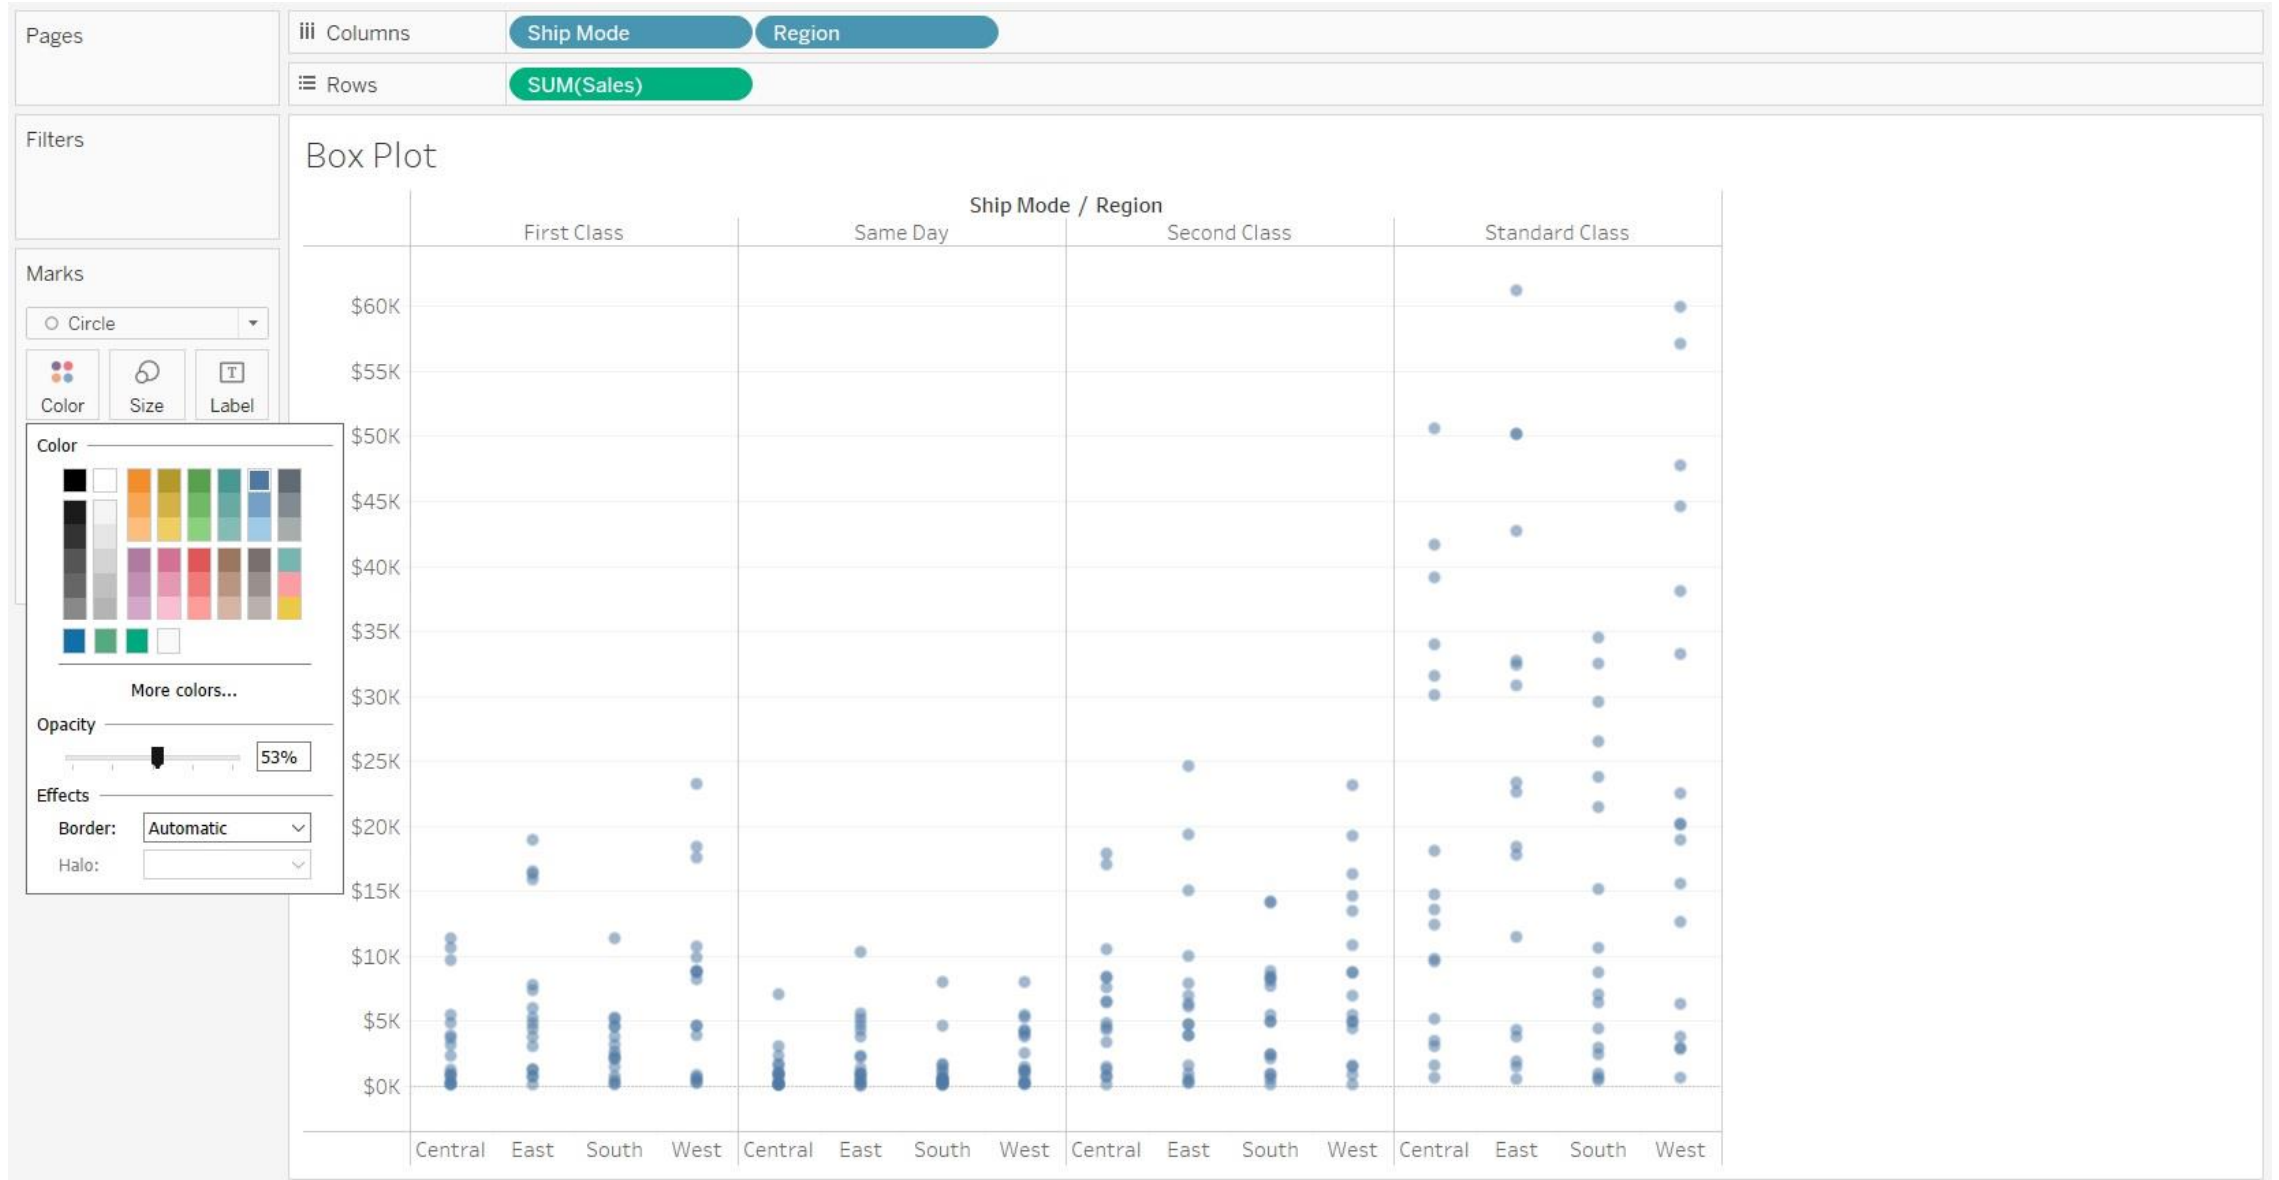 Pages
Columns Ship Mode Region
Rows SUM(Sales)
Filters
Box Plot
Ship Mode / Region
First Class Same Day Second Class Standard Class
Marks
Circle
Color Size Label
Color
More colors...
Opacity
53%
Effects
Border: Automatic
Halo:
$60K
$55K
$50K
$45K
$40K
$35K
$30K
$25K
$20K
$15K
$10K
$5K
$0K
Central East South West Central East South West Central East South West Central East South West